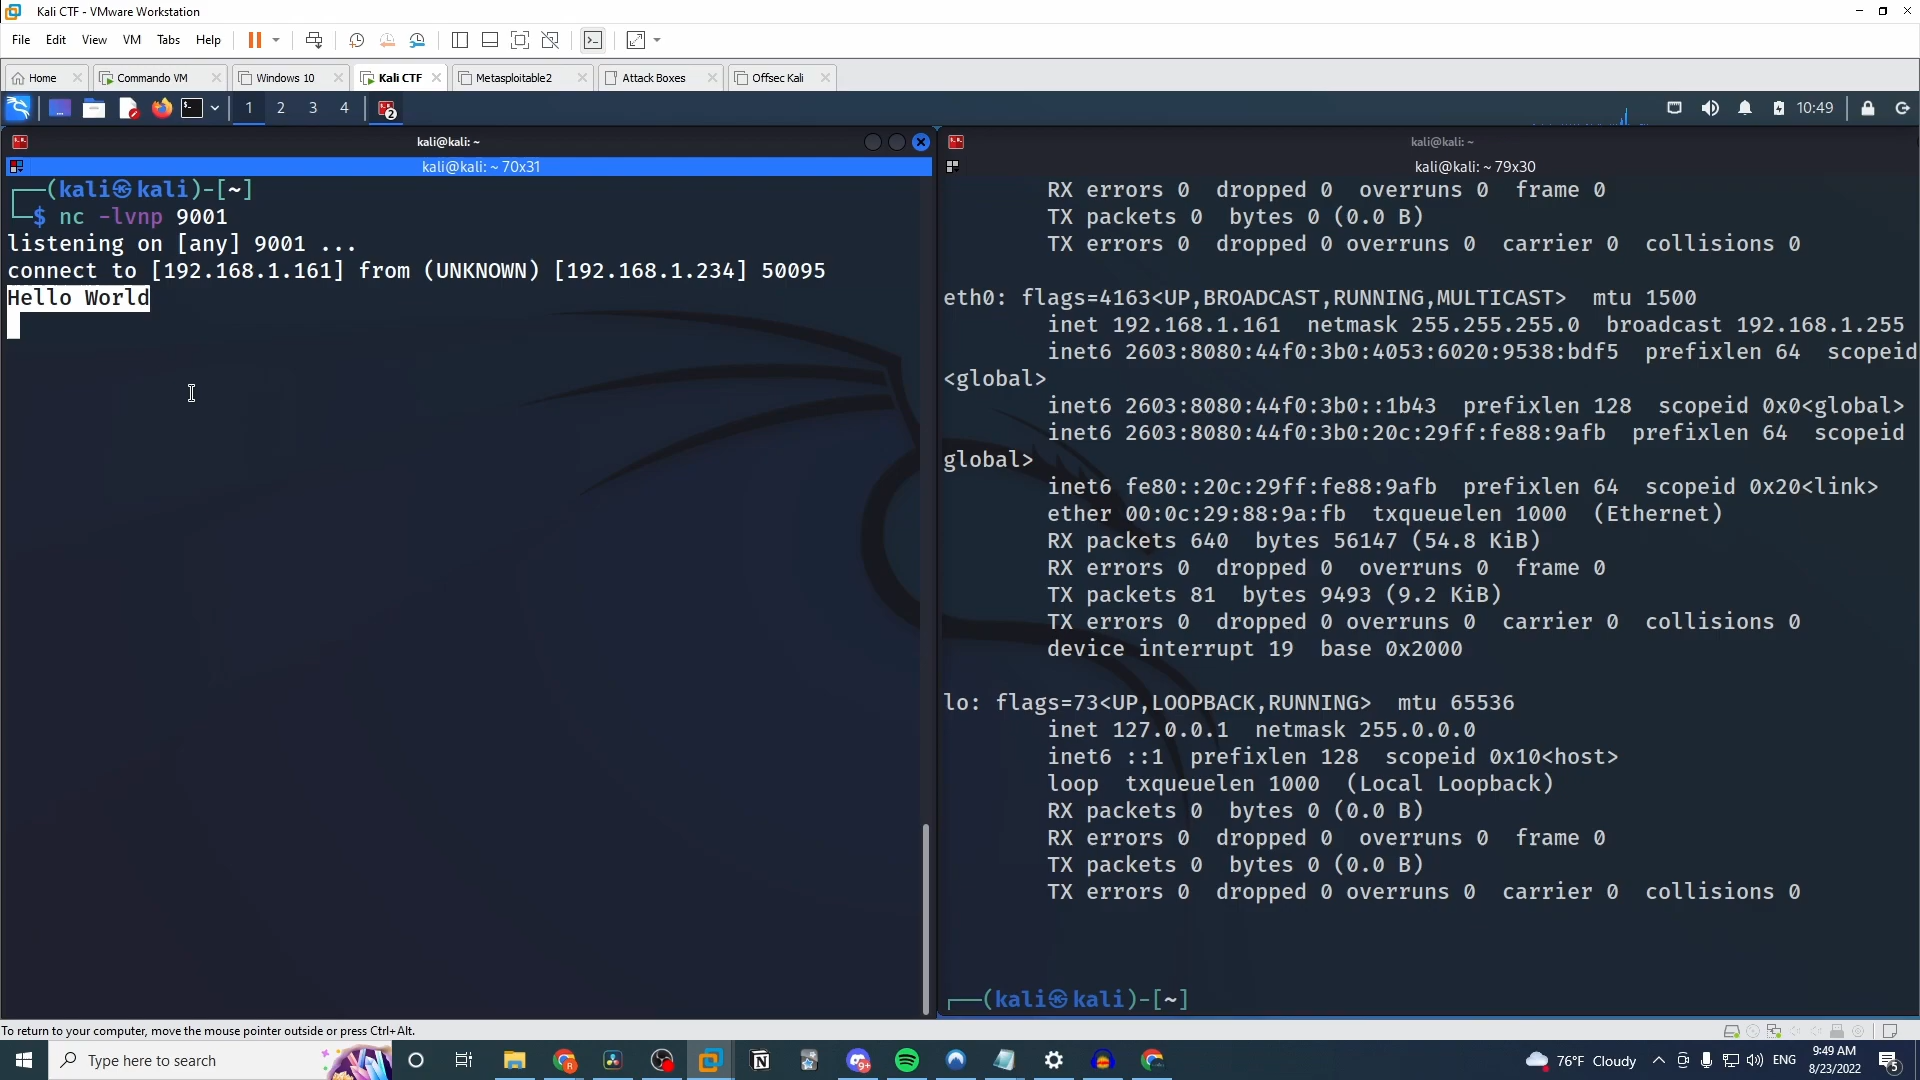 Kali CTF - VMware Workstation
File Edit View VM Tabs Help
Home Commando VM Windows 10 Kali CTF Metasploitable2 Attack Boxes Offsec Kali
1 2 3 4 2 10:49
kali@kali: ~
kali@kali: ~ 70x31
┌──(kali㉿kali)-[~]
└─$ nc -lvnp 9001
listening on [any] 9001 ...
connect to [192.168.1.161] from (UNKNOWN) [192.168.1.234] 50095
Hello World
kali@kali: ~
kali@kali: ~ 79x30
RX errors 0 dropped 0 overruns 0 frame 0
TX packets 0 bytes 0 (0.0 B)
TX errors 0 dropped 0 overruns 0 carrier 0 collisions 0
eth0: flags=4163<UP,BROADCAST,RUNNING,MULTICAST> mtu 1500
inet 192.168.1.161 netmask 255.255.255.0 broadcast 192.168.1.255
inet6 2603:8080:44f0:3b0:4053:6020:9538:bdf5 prefixlen 64 scopeid
<global>
inet6 2603:8080:44f0:3b0::1b43 prefixlen 128 scopeid 0x0<global>
inet6 2603:8080:44f0:3b0:20c:29ff:fe88:9afb prefixlen 64 scopeid
global>
inet6 fe80::20c:29ff:fe88:9afb prefixlen 64 scopeid 0x20<link>
ether 00:0c:29:88:9a:fb txqueuelen 1000 (Ethernet)
RX packets 640 bytes 56147 (54.8 KiB)
RX errors 0 dropped 0 overruns 0 frame 0
TX packets 81 bytes 9493 (9.2 KiB)
TX errors 0 dropped 0 overruns 0 carrier 0 collisions 0
device interrupt 19 base 0x2000
lo: flags=73<UP,LOOPBACK,RUNNING> mtu 65536
inet 127.0.0.1 netmask 255.0.0.0
inet6 ::1 prefixlen 128 scopeid 0x10<host>
loop txqueuelen 1000 (Local Loopback)
RX packets 0 bytes 0 (0.0 B)
RX errors 0 dropped 0 overruns 0 frame 0
TX packets 0 bytes 0 (0.0 B)
TX errors 0 dropped 0 overruns 0 carrier 0 collisions 0
┌──(kali㉿kali)-[~]
To return to your computer, move the mouse pointer outside or press Ctrl+Alt.
Type here to search 9+ 76°F Cloudy ENG 9:49 AM
8/23/2022 5